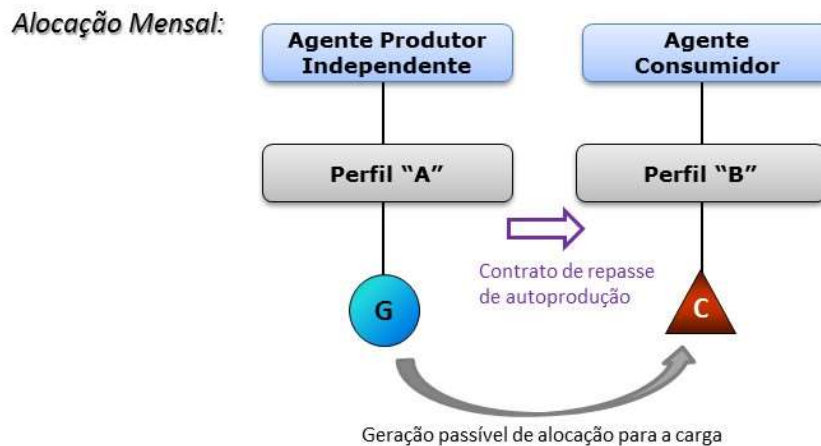 Alocação Mensal:
Agente Produtor
Independente
Agente
Consumidor
Perfil “A”
Perfil “B”
Contrato de repasse
de autoprodução
G
C
Geração passível de alocação para a carga